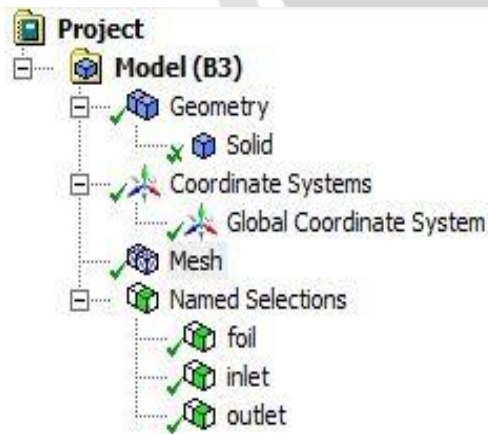 Project
Model (B3)
Geometry
Solid
Coordinate Systems
Global Coordinate System
Mesh
Named Selections
foil
inlet
outlet